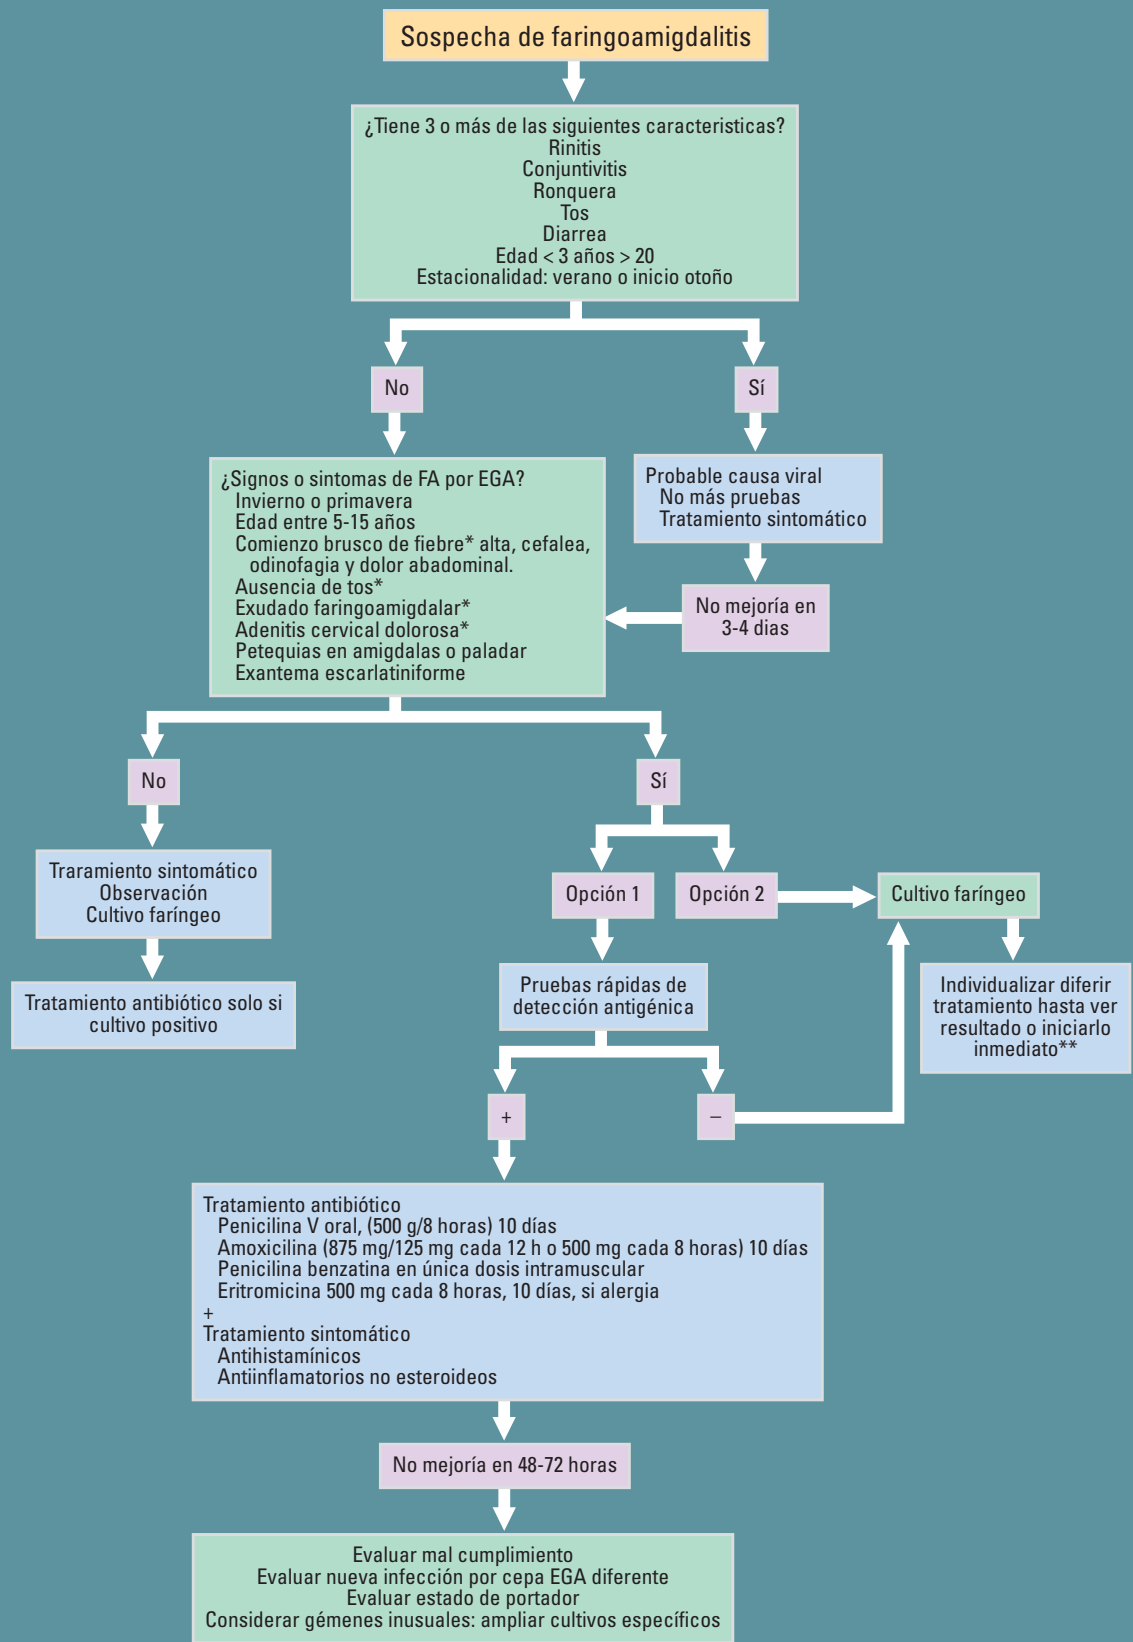 Sospecha de faringoamigdalitis
¿Tiene 3 o más de las siguientes caracteristicas?
Rinitis
Conjuntivitis
Ronquera
Tos
Diarrea
Edad < 3 años > 20
Estacionalidad: verano o inicio otoño
No
Sí
¿Signos o sintomas de FA por EGA?
Invierno o primavera
Edad entre 5-15 años
Comienzo brusco de fiebre* alta, cefalea,
odinofagia y dolor abadominal.
Ausencia de tos*
Exudado faringoamigdalar*
Adenitis cervical dolorosa*
Petequias en amigdalas o paladar
Exantema escarlatiniforme
Probable causa viral
No más pruebas
Tratamiento sintomático
No mejoría en
3-4 dias
No
Sí
Traramiento sintomático
Observación
Cultivo faríngeo
Tratamiento antibiótico solo si
cultivo positivo
Opción 1
Opción 2
Cultivo faríngeo
Pruebas rápidas de
detección antigénica
Individualizar diferir
tratamiento hasta ver
resultado o iniciarlo
inmediato**
+
–
Tratamiento antibiótico
Penicilina V oral, (500 g/8 horas) 10 días
Amoxicilina (875 mg/125 mg cada 12 h o 500 mg cada 8 horas) 10 días
Penicilina benzatina en única dosis intramuscular
Eritromicina 500 mg cada 8 horas, 10 días, si alergia
+
Tratamiento sintomático
Antihistamínicos
Antiinflamatorios no esteroideos
No mejoría en 48-72 horas
Evaluar mal cumplimiento
Evaluar nueva infección por cepa EGA diferente
Evaluar estado de portador
Considerar gémenes inusuales: ampliar cultivos específicos